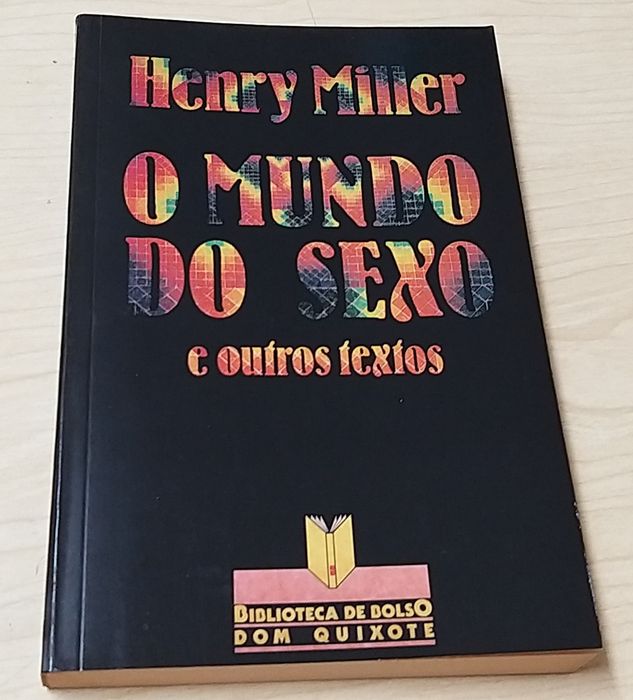 Henry Miller
O MUNDO
DO SEXO
e outros textos
BIBLIOTECA DE BOLSO
DOM QUIXOTE